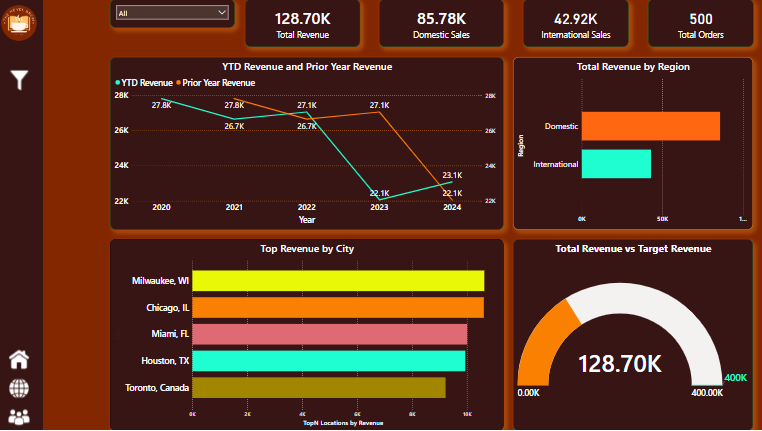 All
128.70K
Total Revenue
85.78K
Domestic Sales
42.92K
International Sales
500
Total Orders
YTD Revenue and Prior Year Revenue
YTD Revenue Prior Year Revenue
28K
26K
24K
22K
28K
26K
24K
22K
27.8K
27.8K
26.7K
27.1K
26.7K
27.1K
22.1K
23.1K
22.1K
2020 2021 2022 2023 2024
Year
Total Revenue by Region
Region
Domestic
International
0K 50K 1...
Top Revenue by City
Milwaukee, WI
Chicago, IL
Miami, FL
Houston, TX
Toronto, Canada
0K 2K 4K 6K 8K 10K
TopN Locations by Revenue
Total Revenue vs Target Revenue
128.70K
400K
0.00K 400.00K